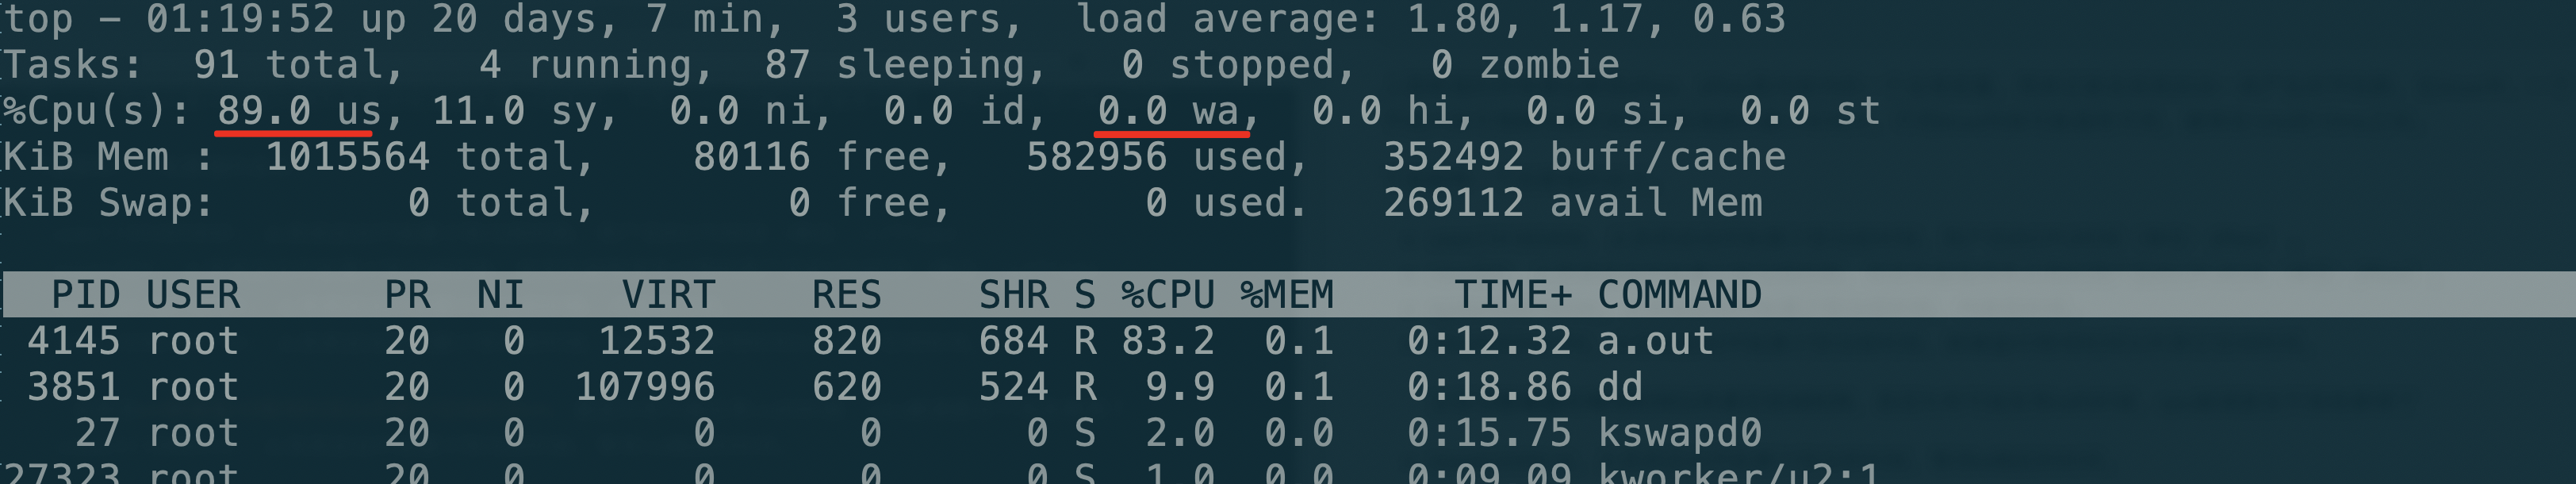 top - 01:19:52 up 20 days, 7 min, 3 users, load average: 1.80, 1.17, 0.63
Tasks: 91 total, 4 running, 87 sleeping, 0 stopped, 0 zombie
%Cpu(s): 89.0 us, 11.0 sy, 0.0 ni, 0.0 id, 0.0 wa, 0.0 hi, 0.0 si, 0.0 st
KiB Mem : 1015564 total, 80116 free, 582956 used, 352492 buff/cache
KiB Swap: 0 total, 0 free, 0 used. 269112 avail Mem
PID USER PR NI VIRT RES SHR S %CPU %MEM TIME+ COMMAND
4145 root 20 0 12532 820 684 R 83.2 0.1 0:12.32 a.out
3851 root 20 0 107996 620 524 R 9.9 0.1 0:18.86 dd
27 root 20 0 0 0 0 S 2.0 0.0 0:15.75 kswapd0
27323 root 20 0 0 0 0 S 1.0 0.0 0:09.09 kworker/u2:1